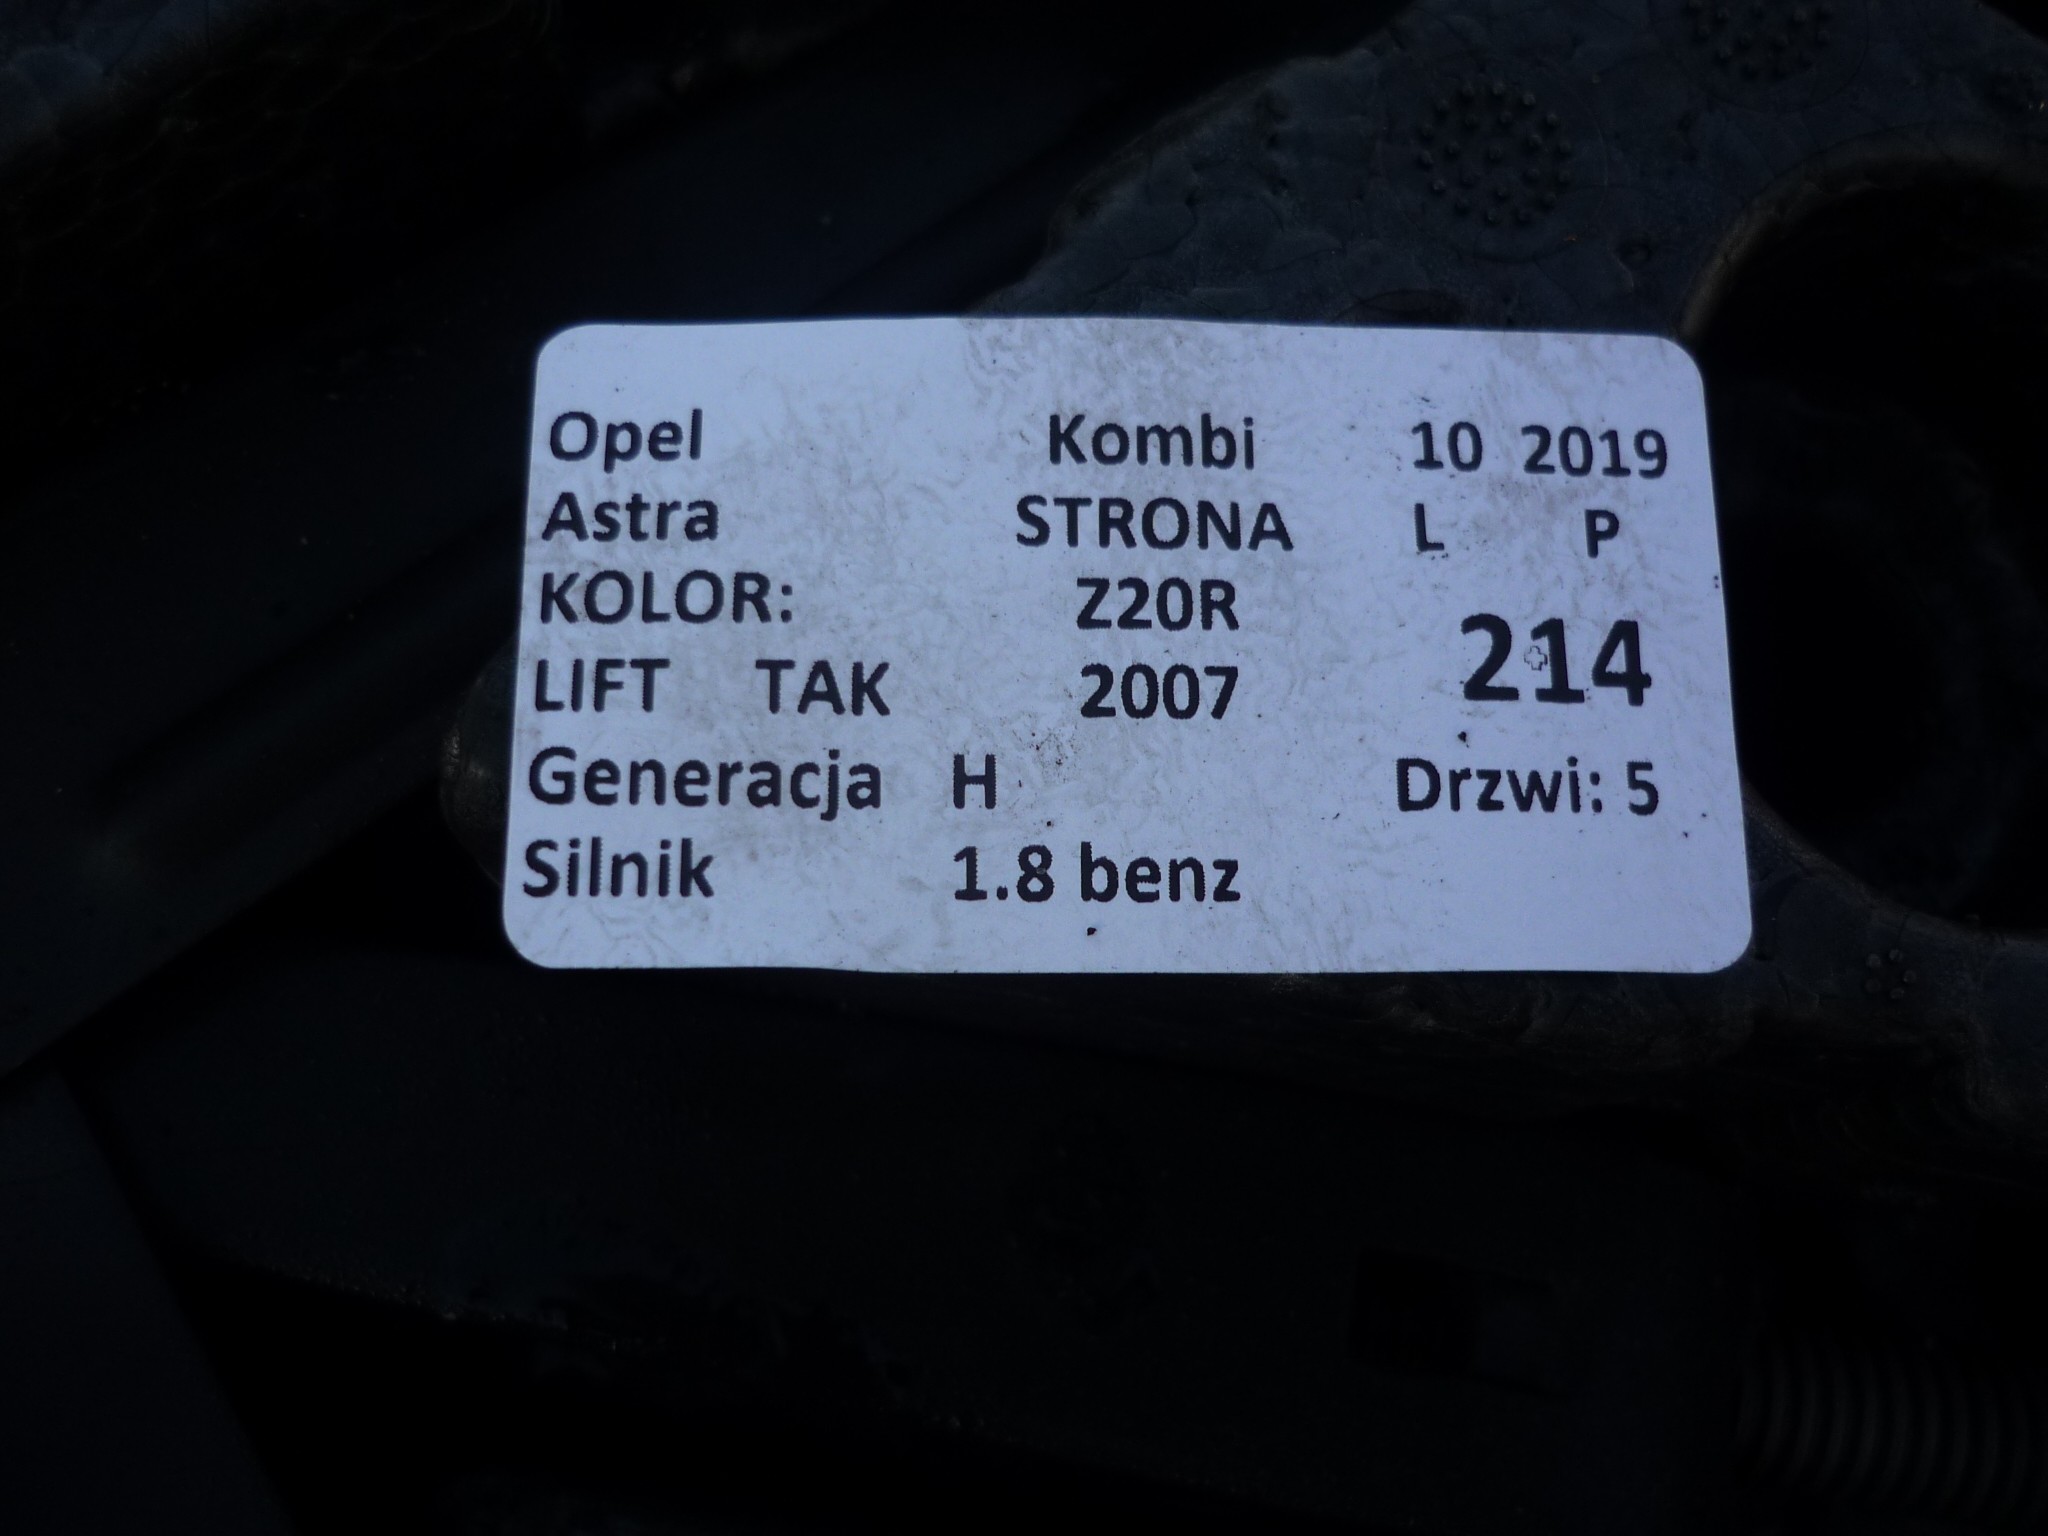 Opel Kombi 10 2019
Astra STRONA L P
KOLOR: Z20R
214
LIFT TAK 2007
Generacja H Drzwi: 5
Silnik 1.8 benz